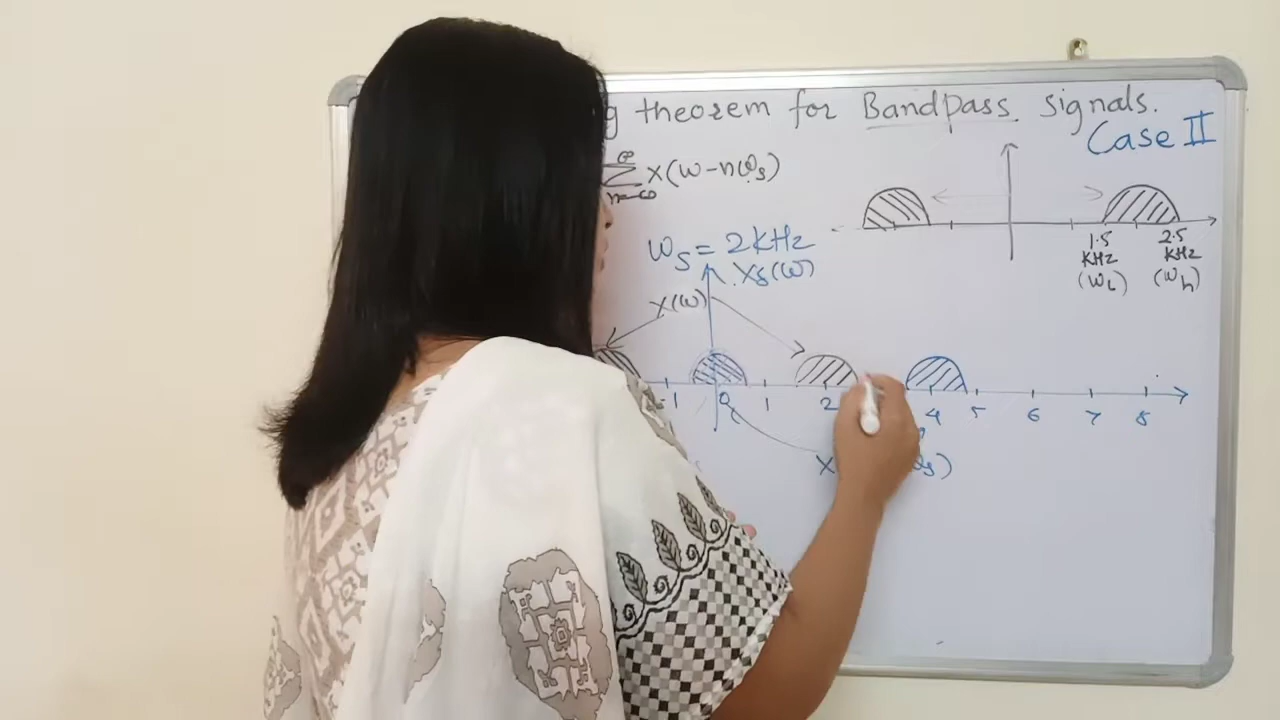 theorem for Bandpass signals.
Case II
∞
∑ X(ω-nωs)
n=-∞
ωs = 2kHz
Xs(ω)
X(ω)
1.5 2.5
kHz kHz
(ωL) (ωh)
-1 0 1 2 4 5 6 7 8